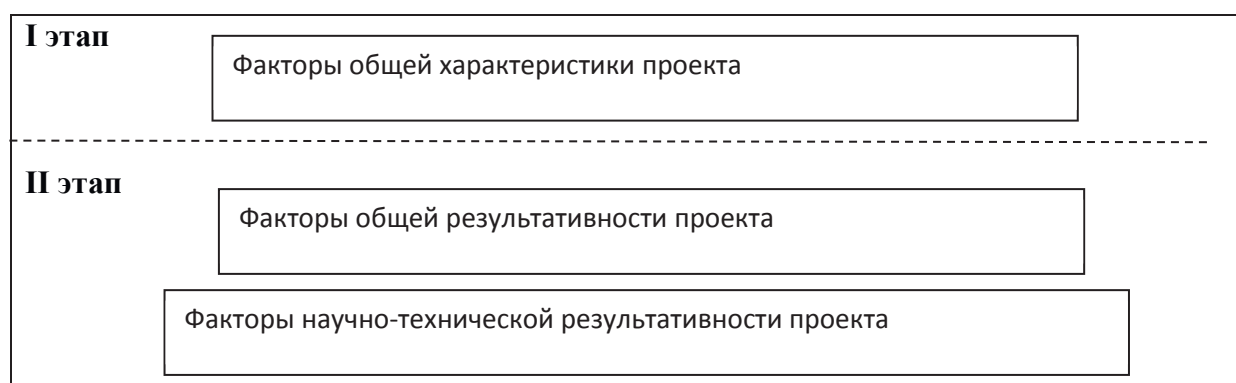 I этап
Факторы общей характеристики проекта
II этап
Факторы общей результативности проекта
Факторы научно-технической результативности проекта